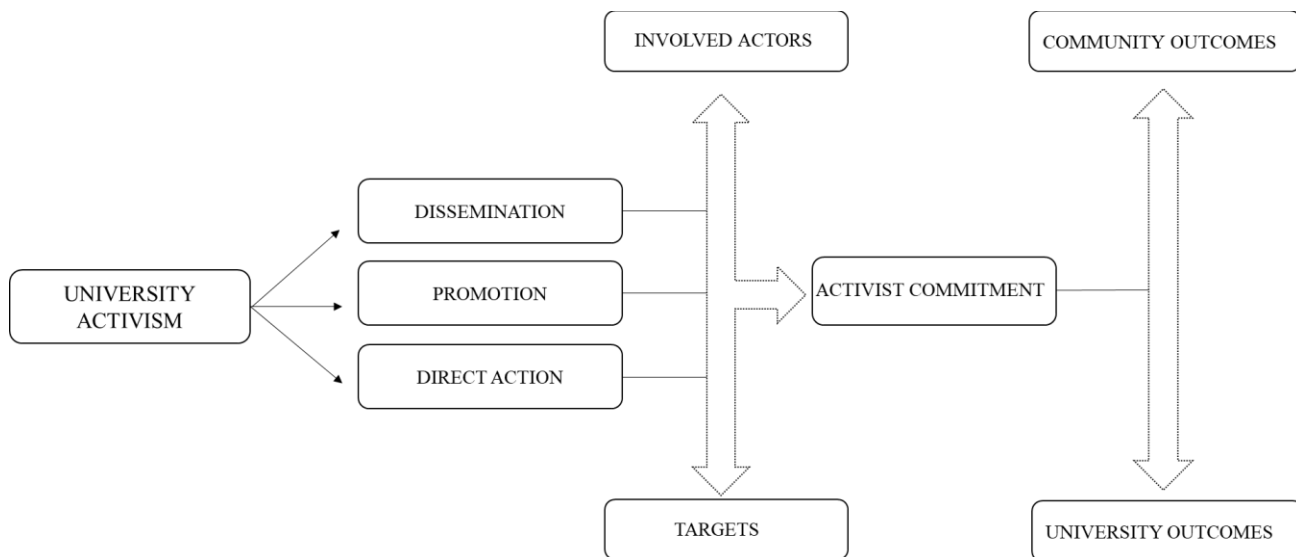 INVOLVED ACTORS
COMMUNITY OUTCOMES
DISSEMINATION
UNIVERSITY
ACTIVISM
PROMOTION
ACTIVIST COMMITMENT
DIRECT ACTION
TARGETS
UNIVERSITY OUTCOMES